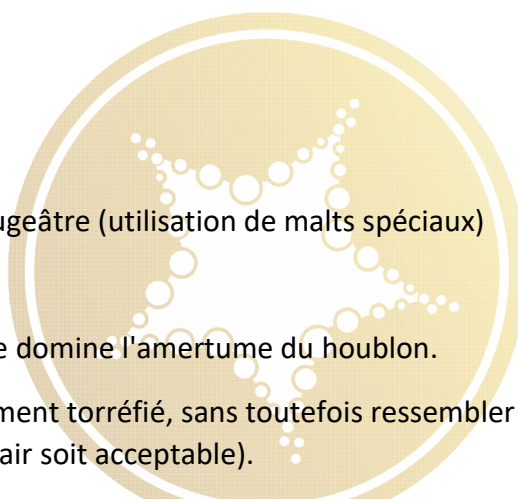 ugeâtre (utilisation de malts spéciaux)
e domine l'amertume du houblon.
ment torréfié, sans toutefois ressembler
air soit acceptable).